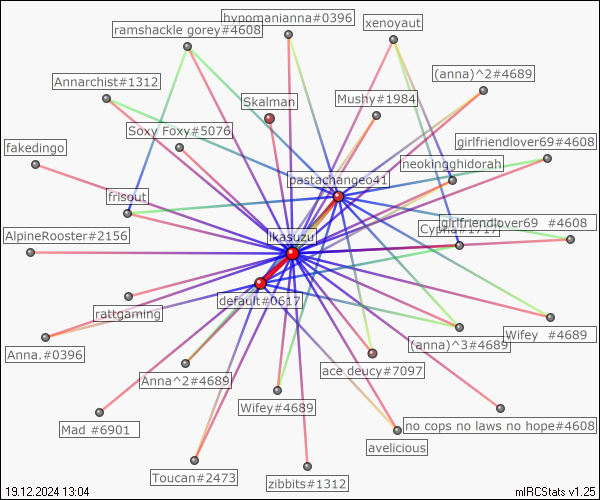 hypomanianna#0396
xenoyaut
ramshackle gorey#4608
(anna)^2#4689
Annarchist#1312
Skalman
Mushy#1984
Soxy Foxy#5076
girlfriendlover69#4608
fakedingo
neokingghidorah
pastachangeo41
frisout
girlfriendlover69 #4608
ikasuzu
AlpineRooster#2156
default#0617
rattgaming
Wifey #4689
(anna)^3#4689
Anna.#0396
ace deucy#7097
Anna^2#4689
Wifey#4689
Mad #6901
no cops no laws no hope#4608
avelicious
Toucan#2473
zibbits#1312
19.12.2024 13:04
mIRCStats v1.25